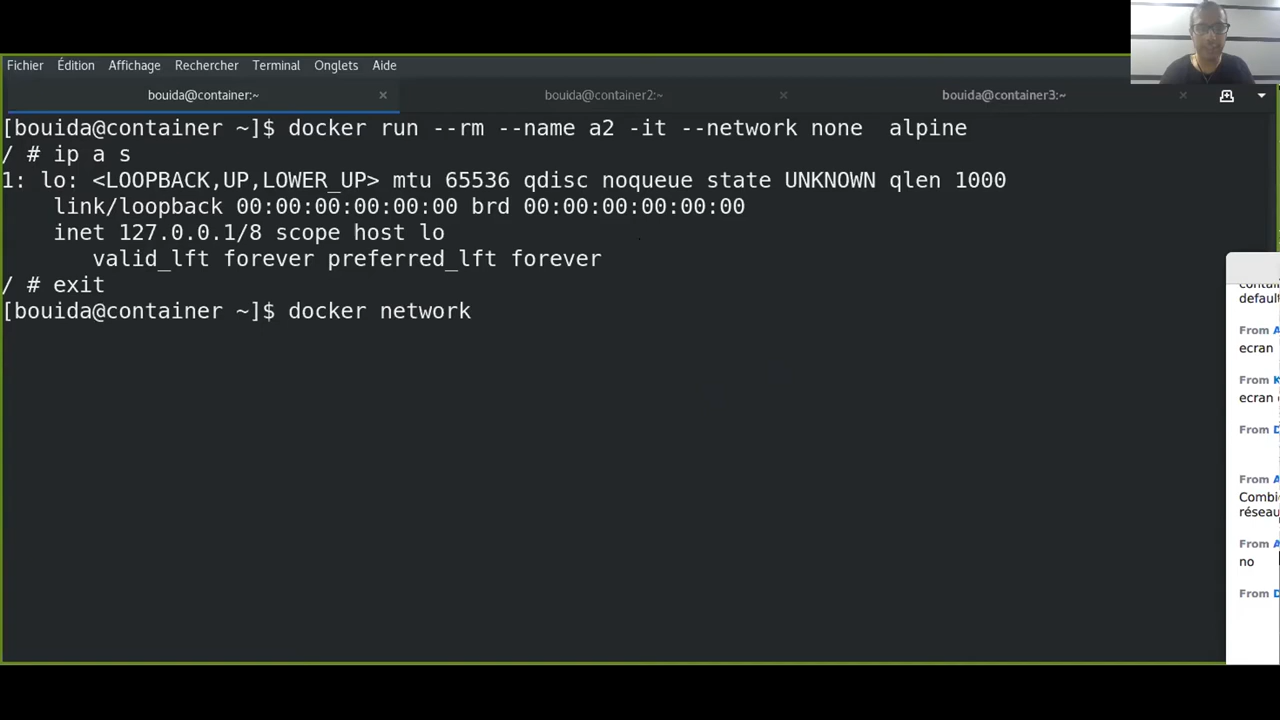 Fichier Édition Affichage Rechercher Terminal Onglets Aide
bouida@container:~ bouida@container2:~ bouida@container3:~
[bouida@container ~]$ docker run --rm --name a2 -it --network none  alpine
/ # ip a s
1: lo: <LOOPBACK,UP,LOWER_UP> mtu 65536 qdisc noqueue state UNKNOWN qlen 1000
    link/loopback 00:00:00:00:00:00 brd 00:00:00:00:00:00
    inet 127.0.0.1/8 scope host lo
       valid_lft forever preferred_lft forever
/ # exit
[bouida@container ~]$ docker network
default
From A
ecran
From K
ecran
From D
From A
Combi
réseau
From A
no
From D